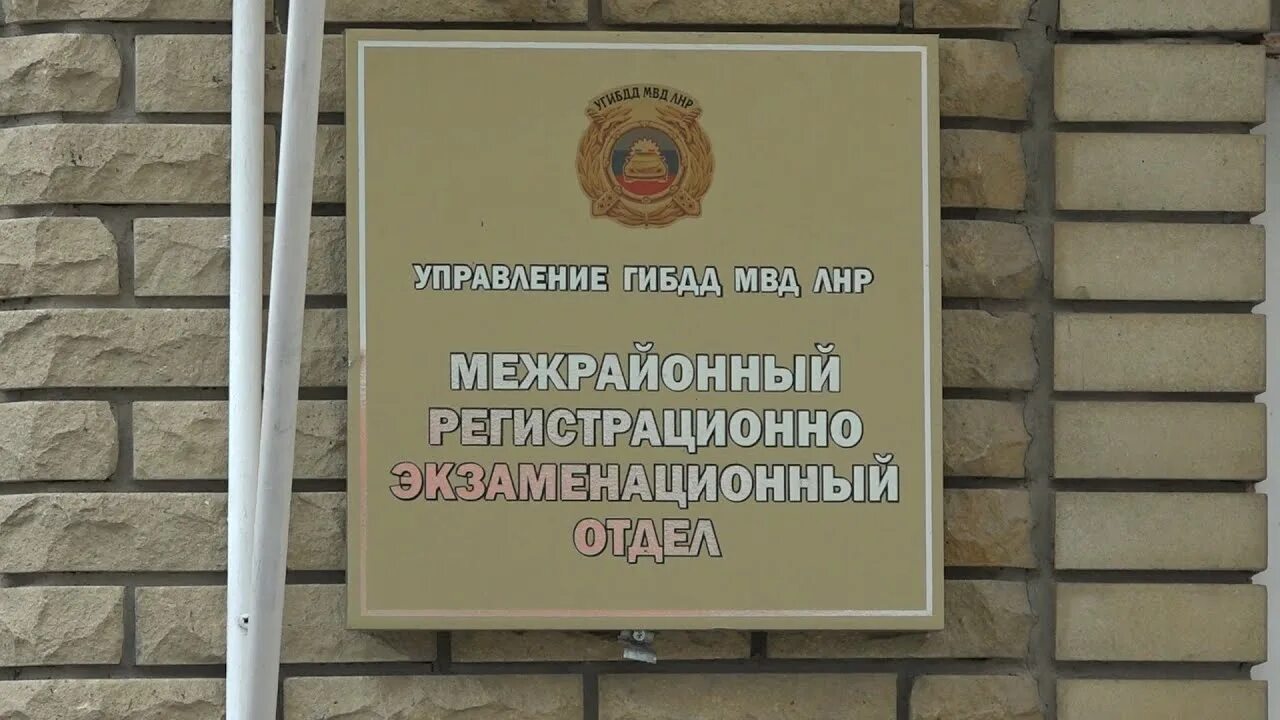 УГИБДД МВД ЛНР
УПРАВЛЕНИЕ ГИБДД МВД ЛНР
МЕЖРАЙОННЫЙ
РЕГИСТРАЦИОННО
ЭКЗАМЕНАЦИОННЫЙ
ОТДЕЛ